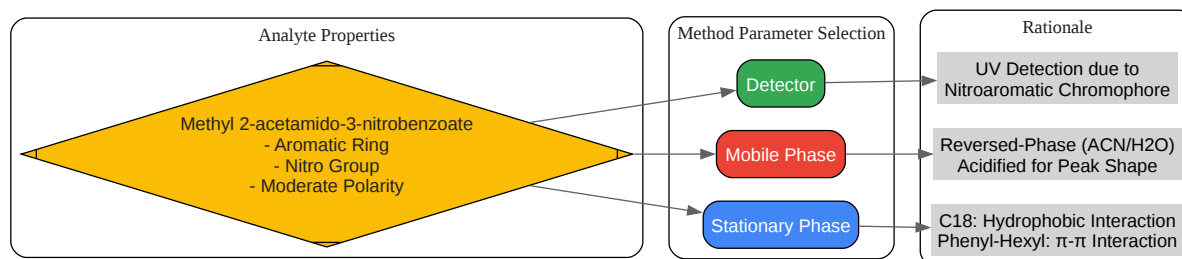 Analyte Properties
Methyl 2-acetamido-3-nitrobenzoate
- Aromatic Ring
- Nitro Group
- Moderate Polarity
Method Parameter Selection
Detector
Mobile Phase
Stationary Phase
Rationale
UV Detection due to
Nitroaromatic Chromophore
Reversed-Phase (ACN/H2O)
Acidified for Peak Shape
C18: Hydrophobic Interaction
Phenyl-Hexyl: π-π Interaction